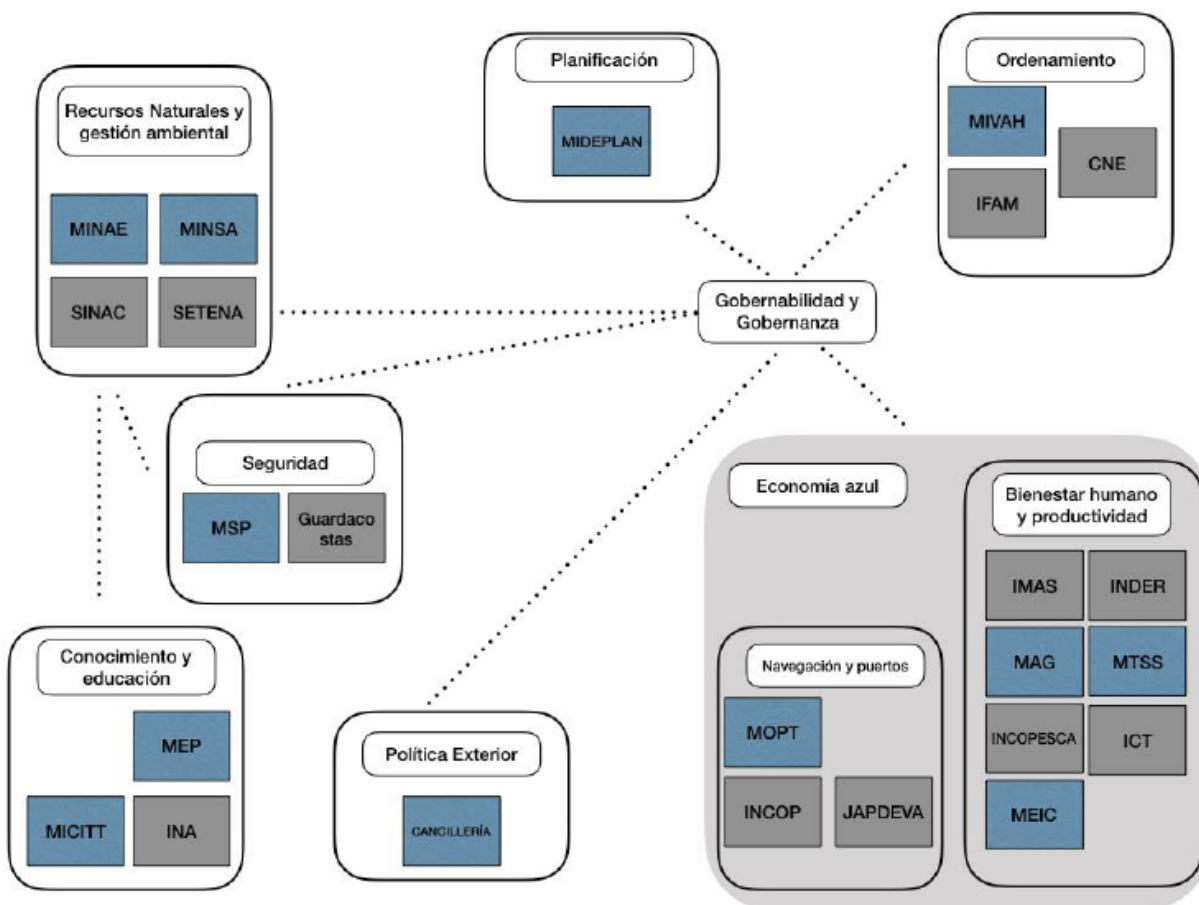 Recursos Naturales y
gestión ambiental
MINAE
MINSA
SINAC
SETENA
Planificación
MIDEPLAN
Ordenamiento
MIVAH
CNE
IFAM
Gobernabilidad y
Gobernanza
Seguridad
MSP
Guardaco
stas
Conocimiento y
educación
MEP
MICITT
INA
Política Exterior
CANCILLERÍA
Economía azul
Navegación y puertos
MOPT
INCOP
JAPDEVA
Bienestar humano
y productividad
IMAS
INDER
MAG
MTSS
INCOPESCA
ICT
MEIC